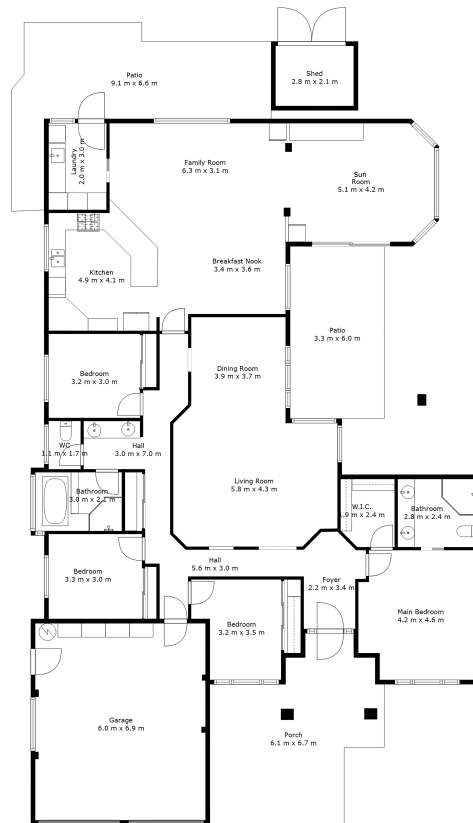 Shed
2.8 m x 2.1 m
Patio
9.1 m x 6.6 m
Laundry
2.0 m x 3.0 m
Family Room
6.3 m x 3.1 m
Sun
Room
5.1 m x 4.2 m
Breakfast Nook
3.4 m x 3.6 m
Kitchen
4.9 m x 4.1 m
Patio
3.3 m x 6.0 m
Bedroom
3.2 m x 3.0 m
Dining Room
3.9 m x 3.7 m
WC
1.1 m x 1.7 m
Hall
3.0 m x 7.0 m
Living Room
5.8 m x 4.3 m
Bathroom
3.0 m x 2.1 m
W.I.C.
1.9 m x 2.4 m
Bathroom
2.8 m x 2.4 m
Hall
5.6 m x 3.0 m
Bedroom
3.3 m x 3.0 m
Foyer
2.2 m x 3.4 m
Main Bedroom
4.2 m x 4.6 m
Bedroom
3.2 m x 3.5 m
Garage
6.0 m x 6.9 m
Porch
6.1 m x 6.7 m